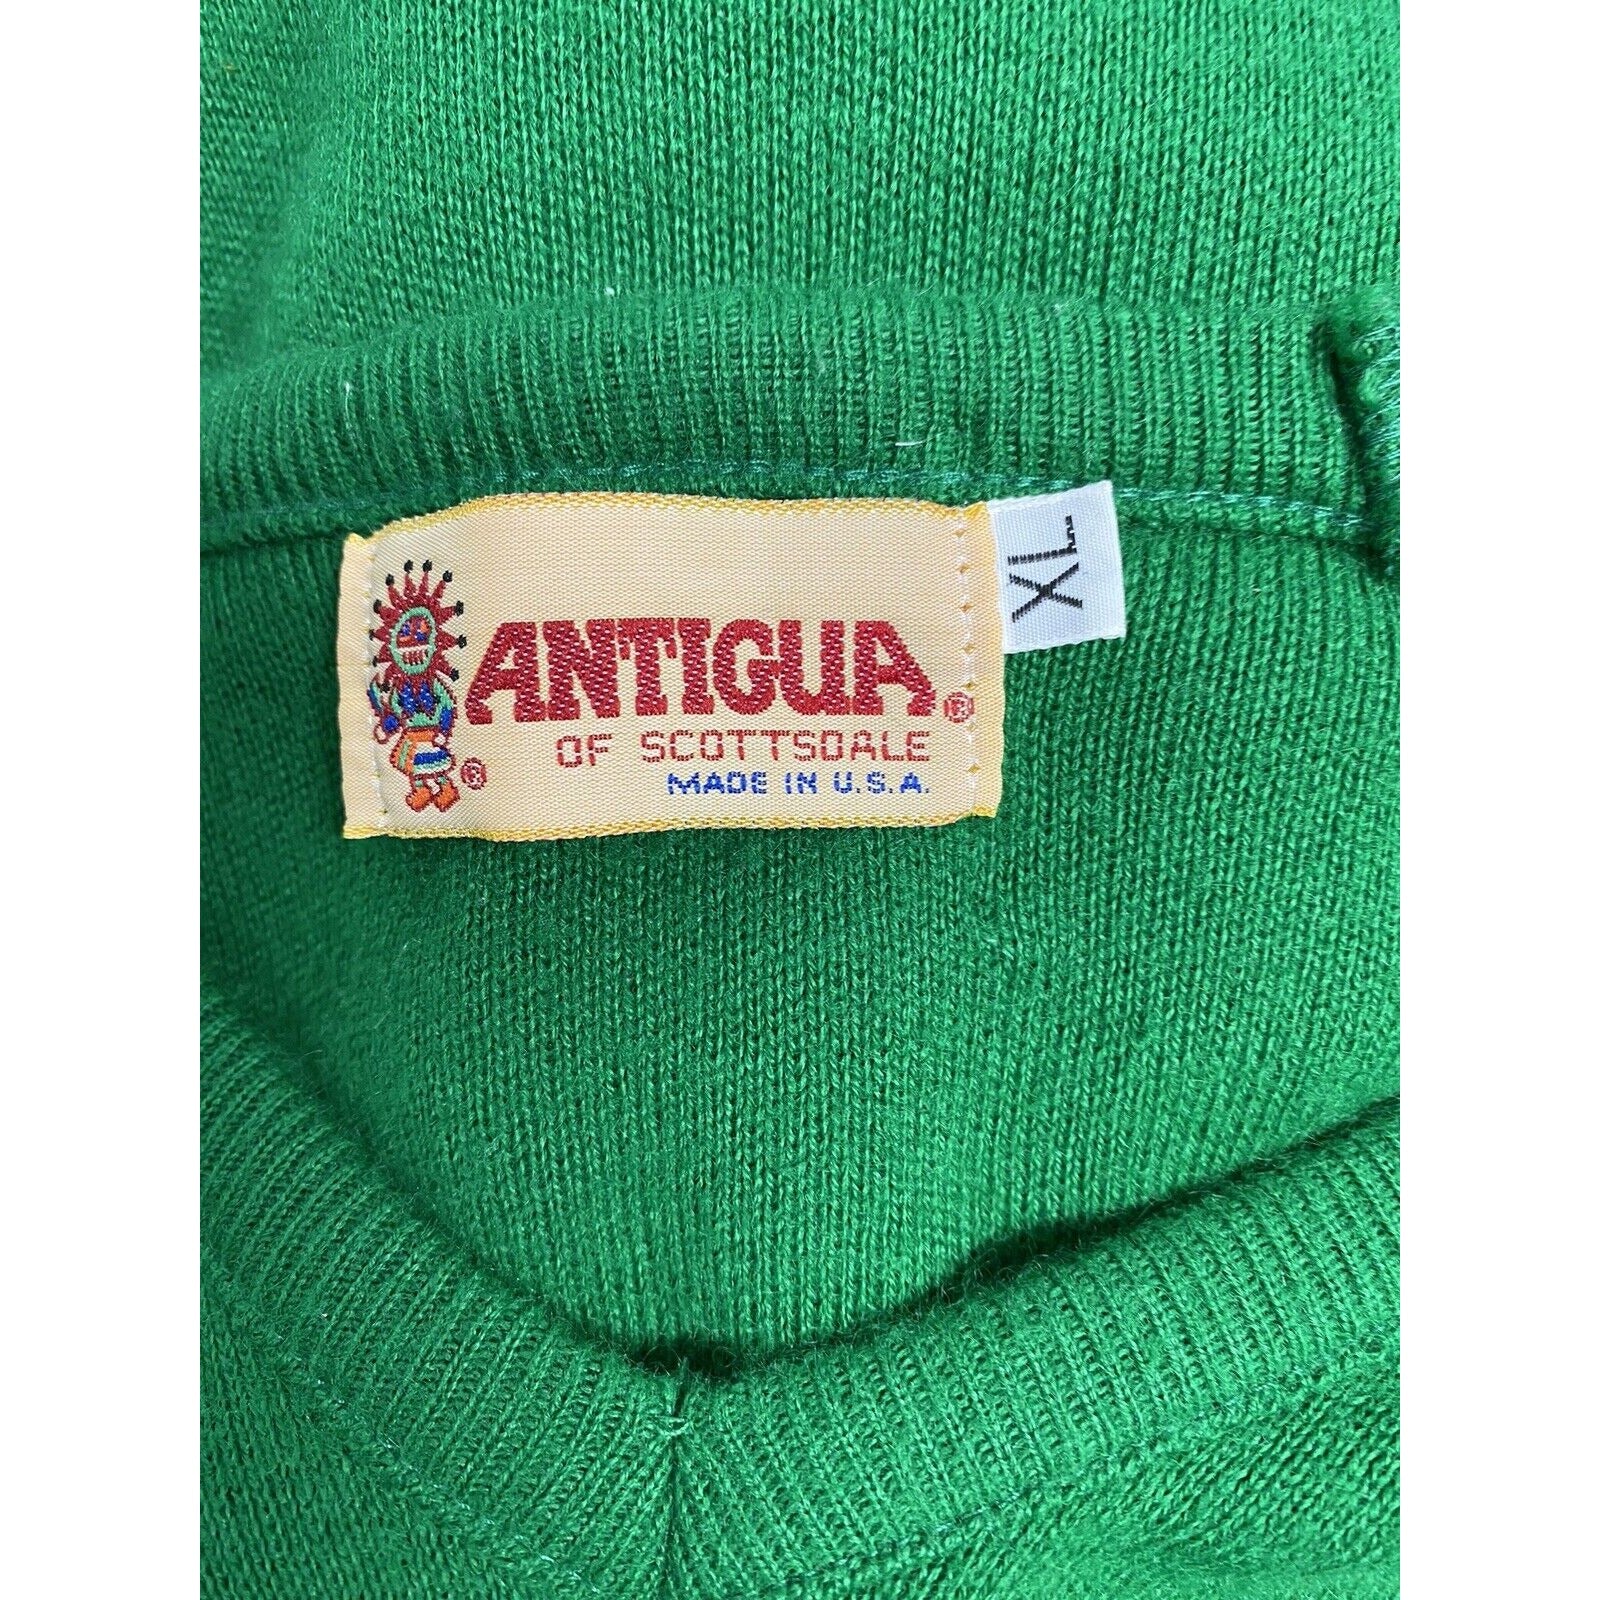 ANTIGUA®
OF SCOTTSDALE
MADE IN U.S.A.
®
XL